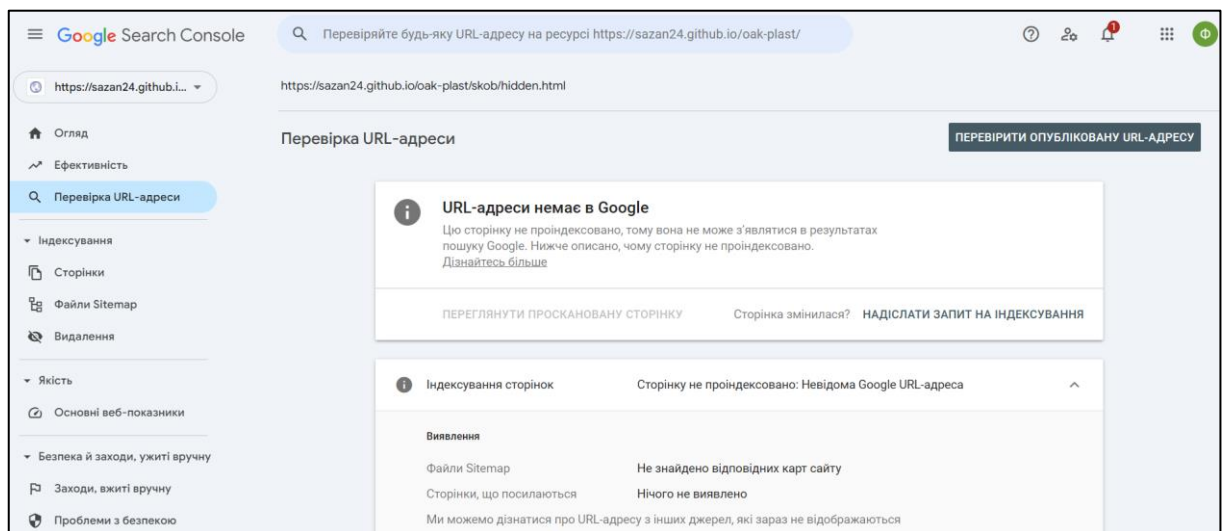 Google Search Console
Перевіряйте будь-яку URL-адресу на ресурсі https://sazan24.github.io/oak-plast/
1
Ф
https://sazan24.github.i...
https://sazan24.github.io/oak-plast/skob/hidden.html
Огляд
Ефективність
Перевірка URL-адреси
Індексування
Сторінки
Файли Sitemap
Видалення
Якість
Основні веб-показники
Безпека й заходи, ужиті вручну
Заходи, вжиті вручну
Проблеми з безпекою
Перевірка URL-адреси
ПЕРЕВІРИТИ ОПУБЛІКОВАНУ URL-АДРЕСУ
URL-адреси немає в Google
Цю сторінку не проіндексовано, тому вона не може з'являтися в результатах
пошуку Google. Нижче описано, чому сторінку не проіндексовано.
Дізнайтесь більше
ПЕРЕГЛЯНУТИ ПРОСКАНОВАНУ СТОРІНКУ
Сторінка змінилася? НАДІСЛАТИ ЗАПИТ НА ІНДЕКСУВАННЯ
Індексування сторінок
Сторінку не проіндексовано: Невідома Google URL-адреса
Виявлення
Файли Sitemap
Не знайдено відповідних карт сайту
Сторінки, що посилаються
Нічого не виявлено
Ми можемо дізнатися про URL-адресу з інших джерел, які зараз не відображаються